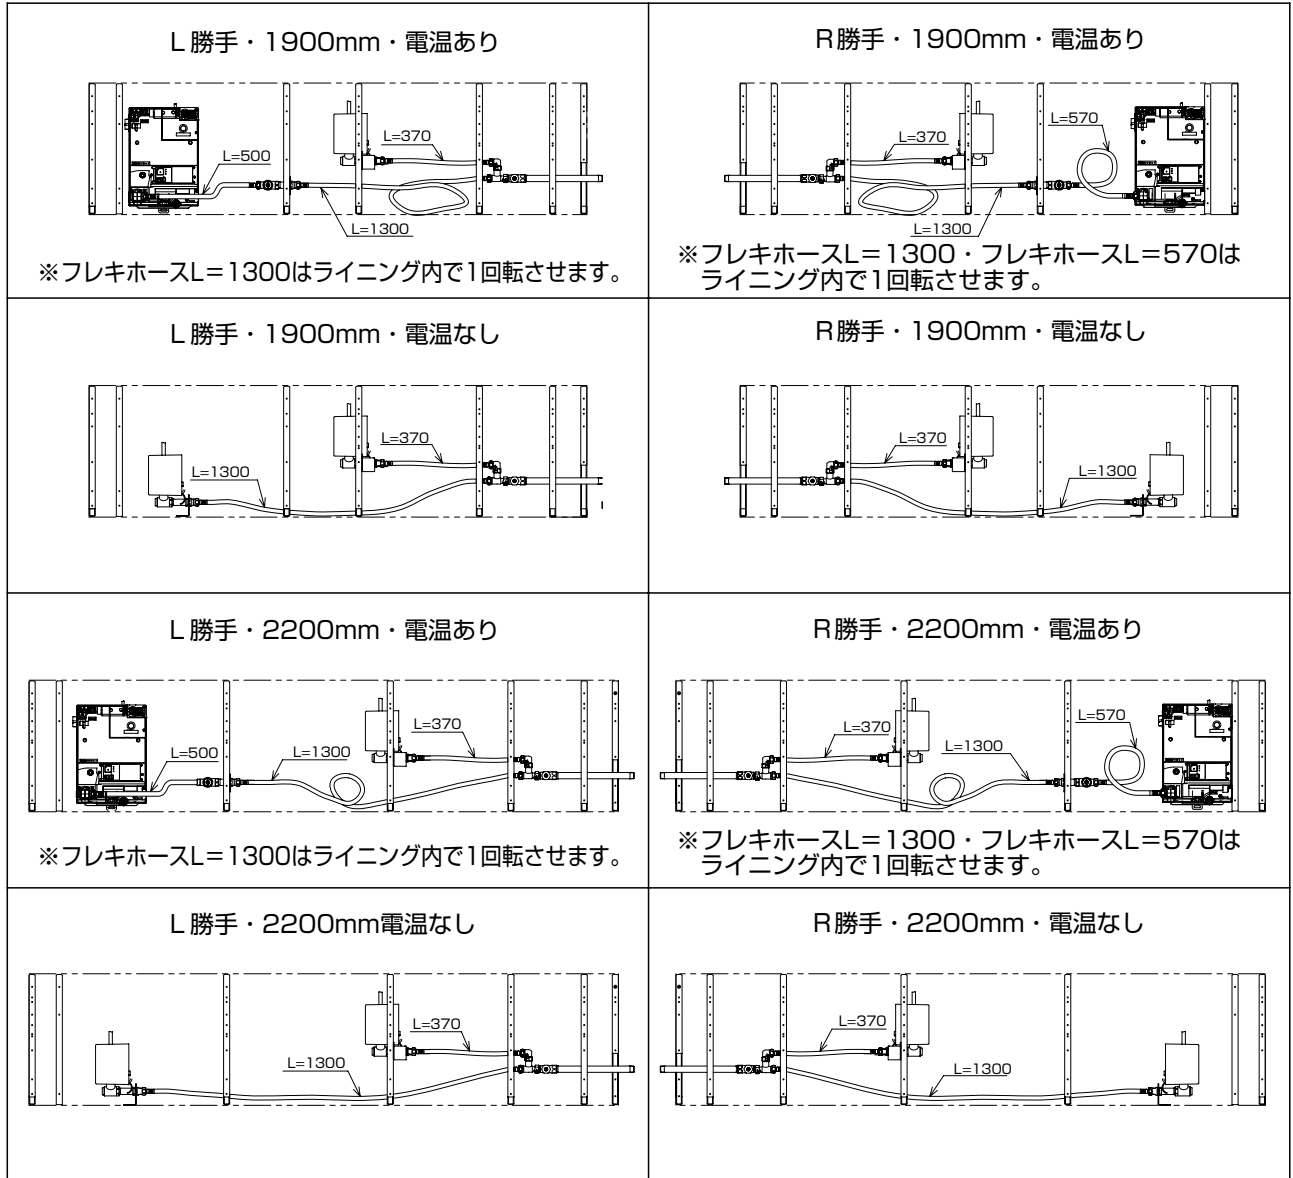 L勝手・1900mm・電温あり
L=370
L=500
L=1300
※フレキホースL＝1300はライニング内で1回転させます。
R勝手・1900mm・電温あり
L=570
L=370
L=1300
※フレキホースL＝1300・フレキホースL＝570は
ライニング内で1回転させます。
L勝手・1900mm・電温なし
L=370
L=1300
R勝手・1900mm・電温なし
L=370
L=1300
L勝手・2200mm・電温あり
L=370
L=500
L=1300
※フレキホースL＝1300はライニング内で1回転させます。
R勝手・2200mm・電温あり
L=570
L=370
L=1300
※フレキホースL＝1300・フレキホースL＝570は
ライニング内で1回転させます。
L勝手・2200mm電温なし
L=370
L=1300
R勝手・2200mm・電温なし
L=370
L=1300